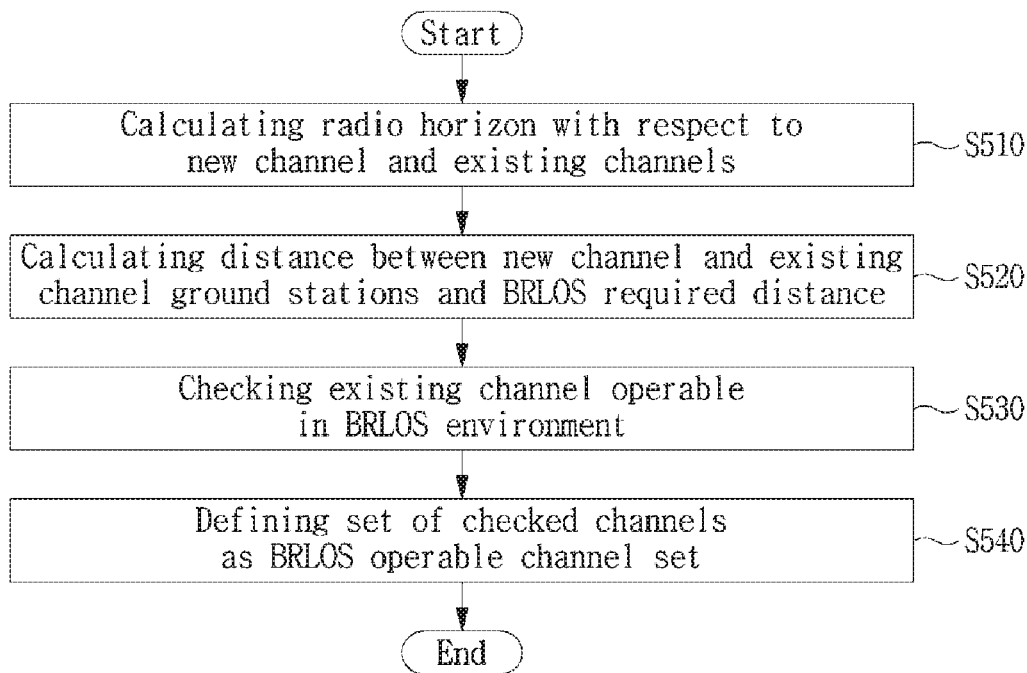 Start
Calculating radio horizon with respect to
new channel and existing channels
S510
Calculating distance between new channel and existing
channel ground stations and BRLOS required distance
S520
Checking existing channel operable
in BRLOS environment
S530
Defining set of checked channels
as BRLOS operable channel set
S540
End